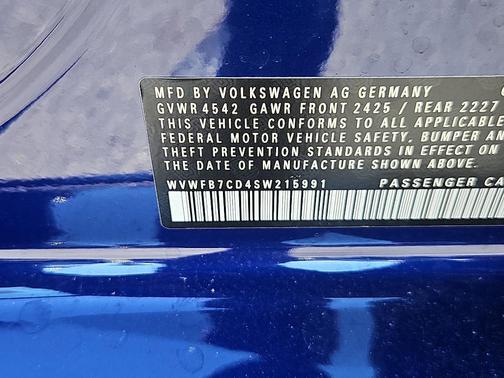 MFD BY VOLKSWAGEN AG GERMANY
GVWR 4542 GAWR FRONT 2425 / REAR 2227
THIS VEHICLE CONFORMS TO ALL APPLICABLE
FEDERAL MOTOR VEHICLE SAFETY, BUMPER AND
THEFT PREVENTION STANDARDS IN EFFECT ON
THE DATE OF MANUFACTURE SHOWN ABOVE.
WVWFB7CD4SW215991 PASSENGER CA